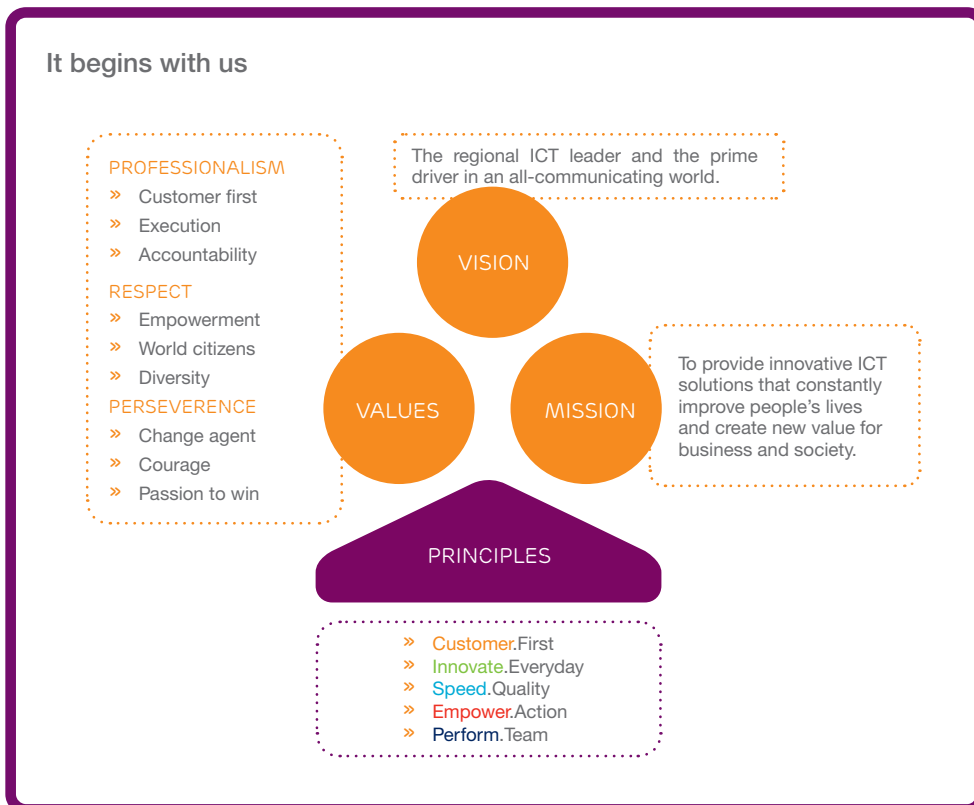 It begins with us
PROFESSIONALISM
» Customer first
» Execution
» Accountability
RESPECT
» Empowerment
» World citizens
» Diversity
PERSEVERENCE
» Change agent
» Courage
» Passion to win
The regional ICT leader and the prime
driver in an all-communicating world.
VISION
VALUES
MISSION
To provide innovative ICT
solutions that constantly
improve people’s lives
and create new value for
business and society.
PRINCIPLES
» Customer.First
» Innovate.Everyday
» Speed.Quality
» Empower.Action
» Perform.Team